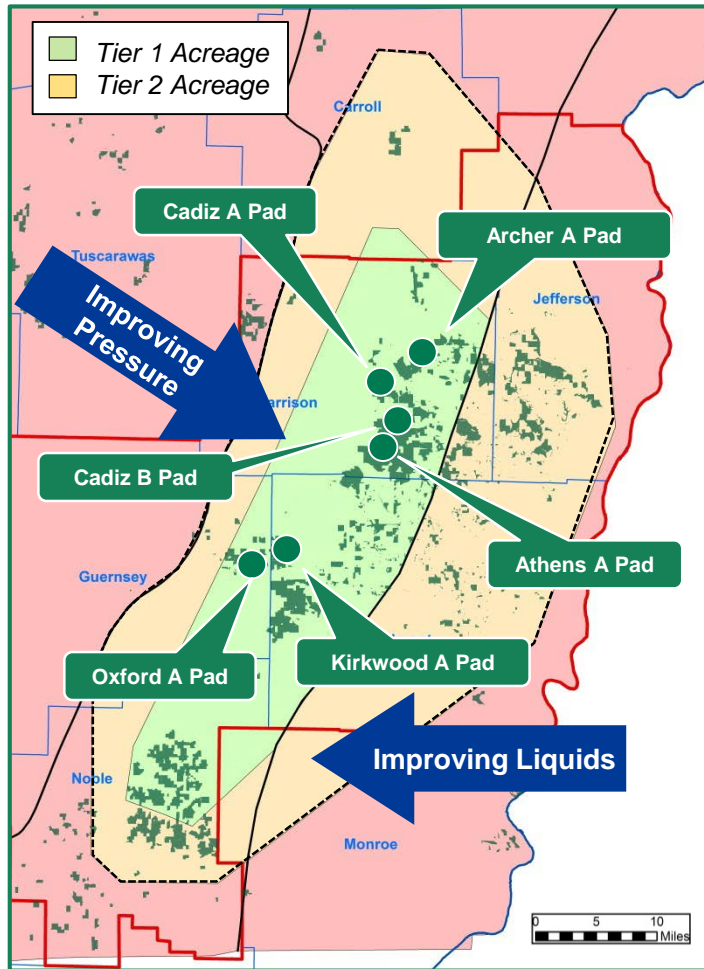 Tier 1 Acreage
Tier 2 Acreage
Carroll
Cadiz A Pad
Archer A Pad
Tuscarawas
Jefferson
Improving
Pressure
arrison
Cadiz B Pad
Athens A Pad
Guernsey
Oxford A Pad
Kirkwood A Pad
Improving Liquids
Noble
Monroe
0 5 10
Miles